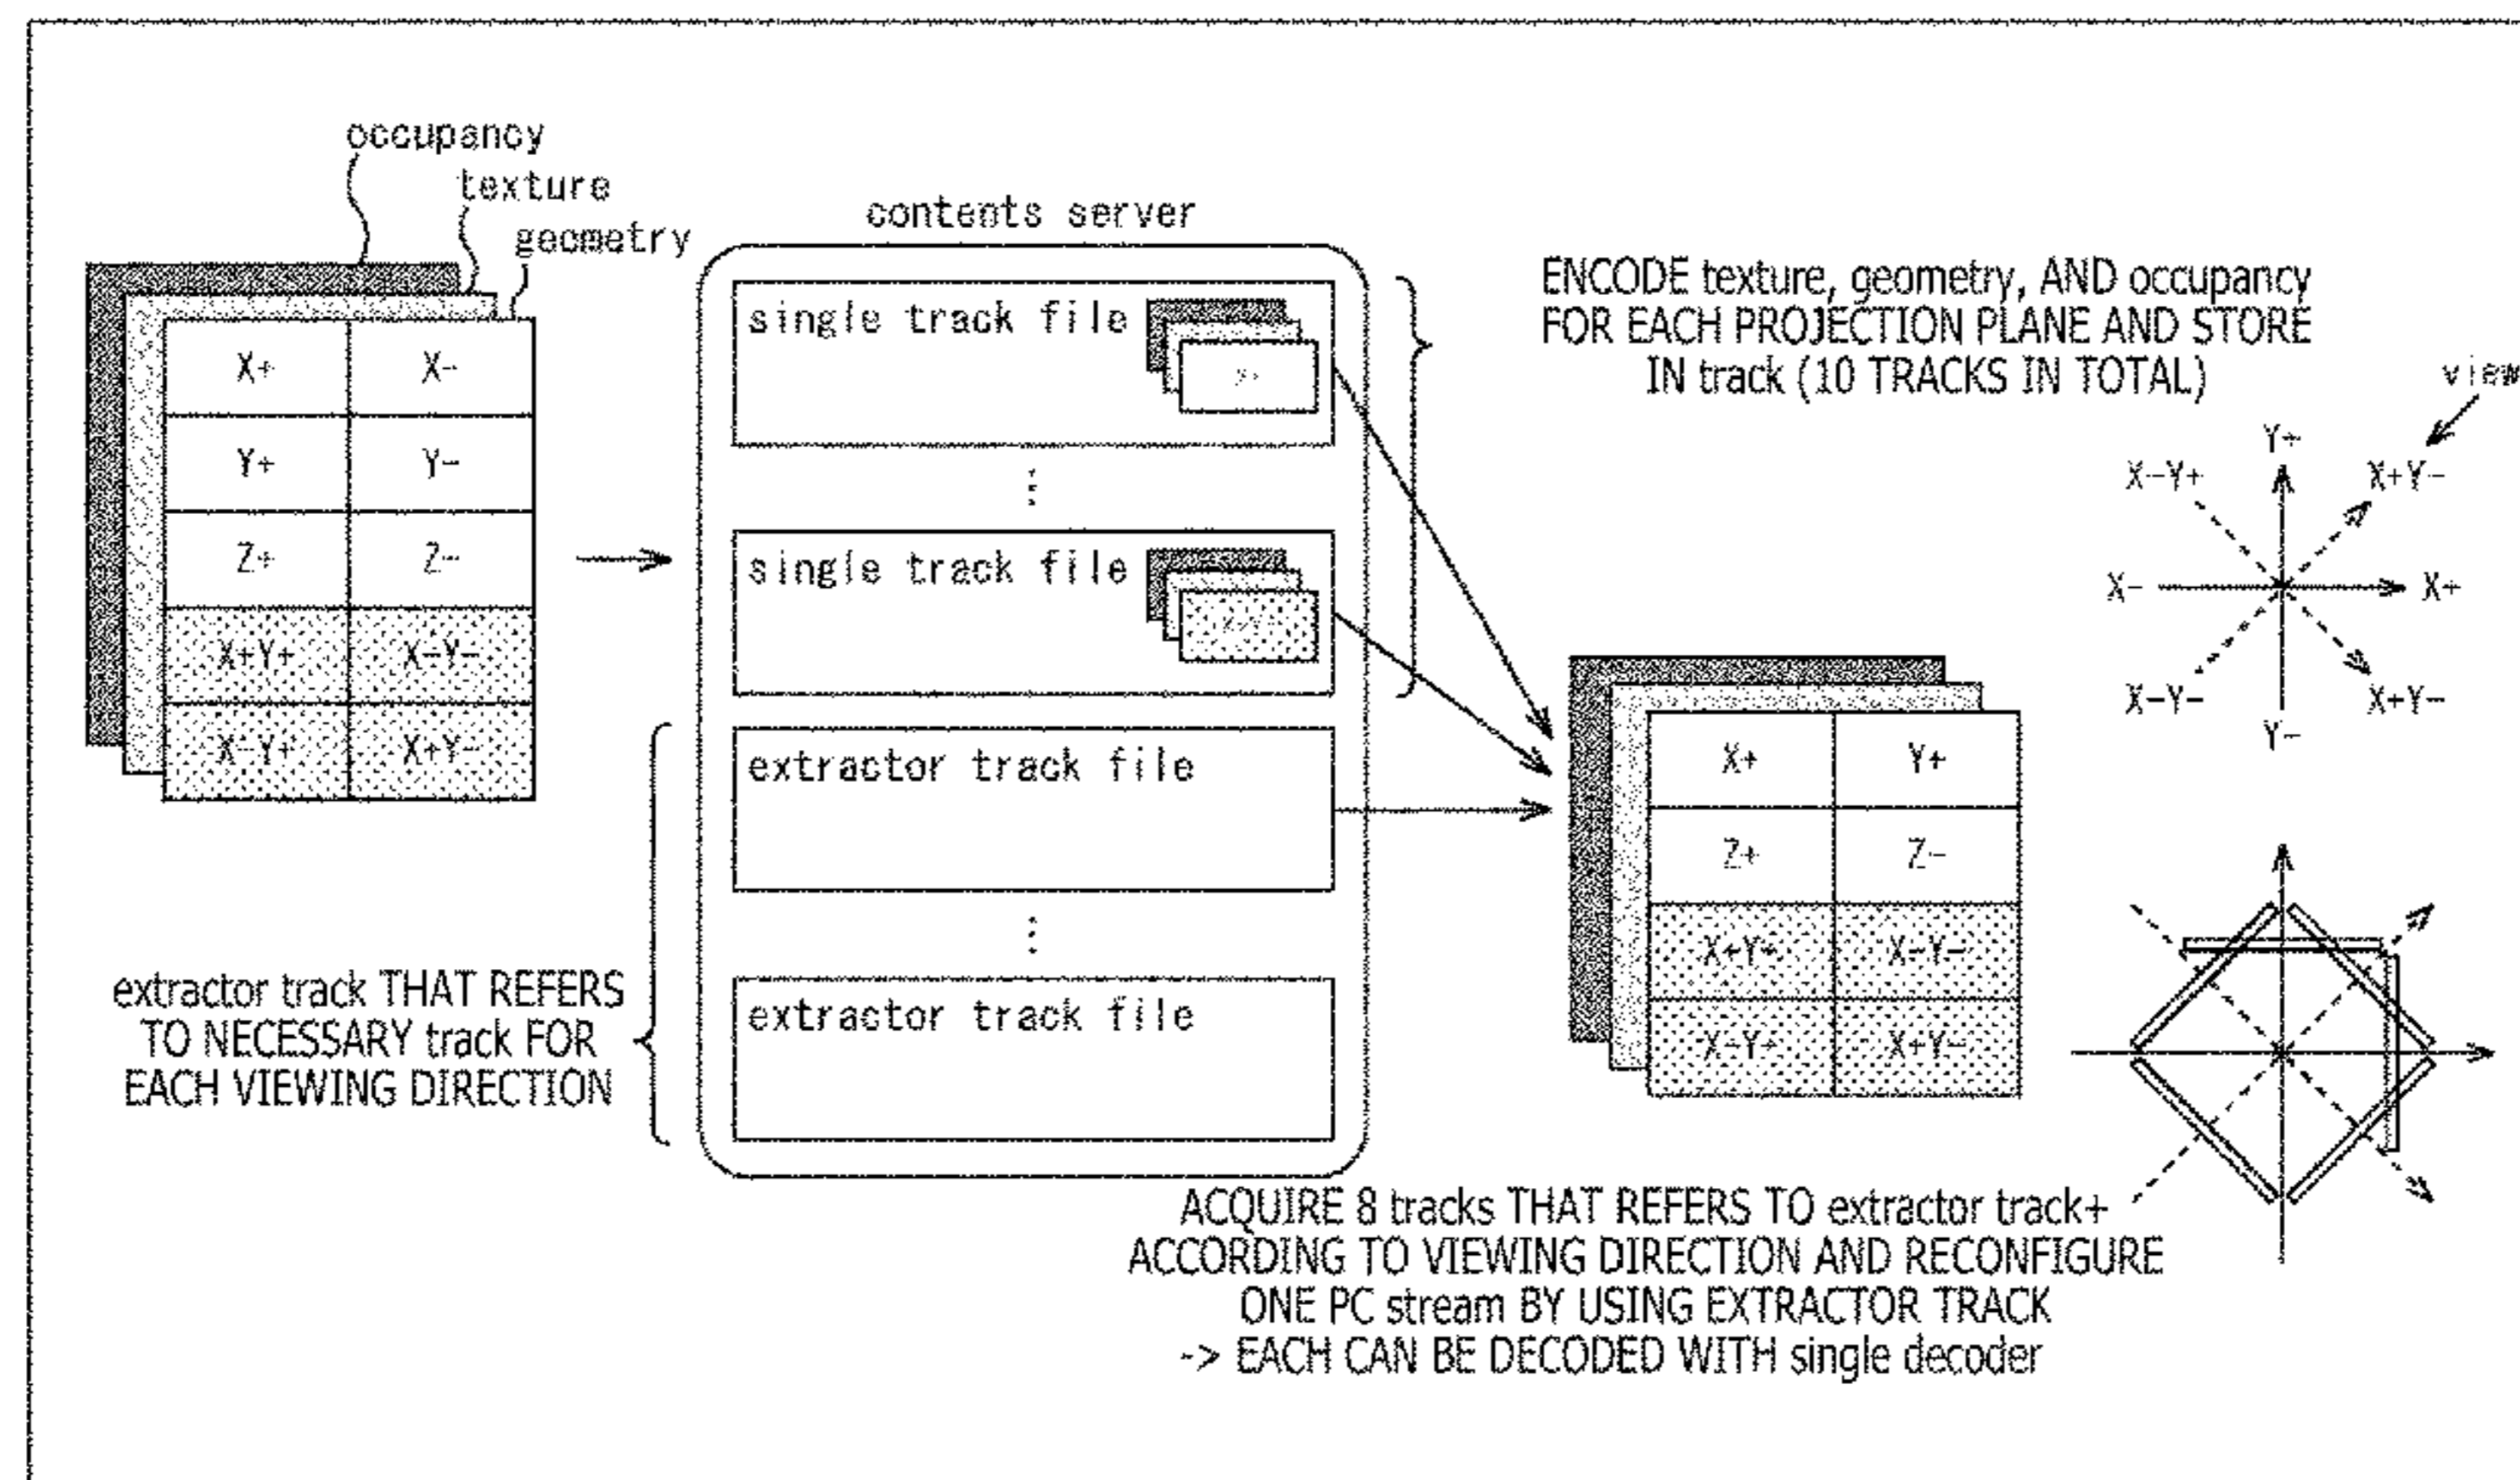 occupancy
texture
geometry
X+ X-
Y+ Y-
Z+ Z-
X+Y+ X-Y-
X-Y+ X+Y-
contents server
single track file
single track file
extractor track file
extractor track file
extractor track THAT REFERS
TO NECESSARY track FOR
EACH VIEWING DIRECTION
ENCODE texture, geometry, AND occupancy
FOR EACH PROJECTION PLANE AND STORE
IN track (10 TRACKS IN TOTAL)
view
Y+
X-Y+ X+Y-
X- X+
X-Y- X+Y-
Y-
X+ Y+
Z+ Z-
X+Y+ X-Y-
X-Y+ X+Y-
ACQUIRE 8 tracks THAT REFERS TO extractor track+
ACCORDING TO VIEWING DIRECTION AND RECONFIGURE
ONE PC stream BY USING EXTRACTOR TRACK
-> EACH CAN BE DECODED WITH single decoder